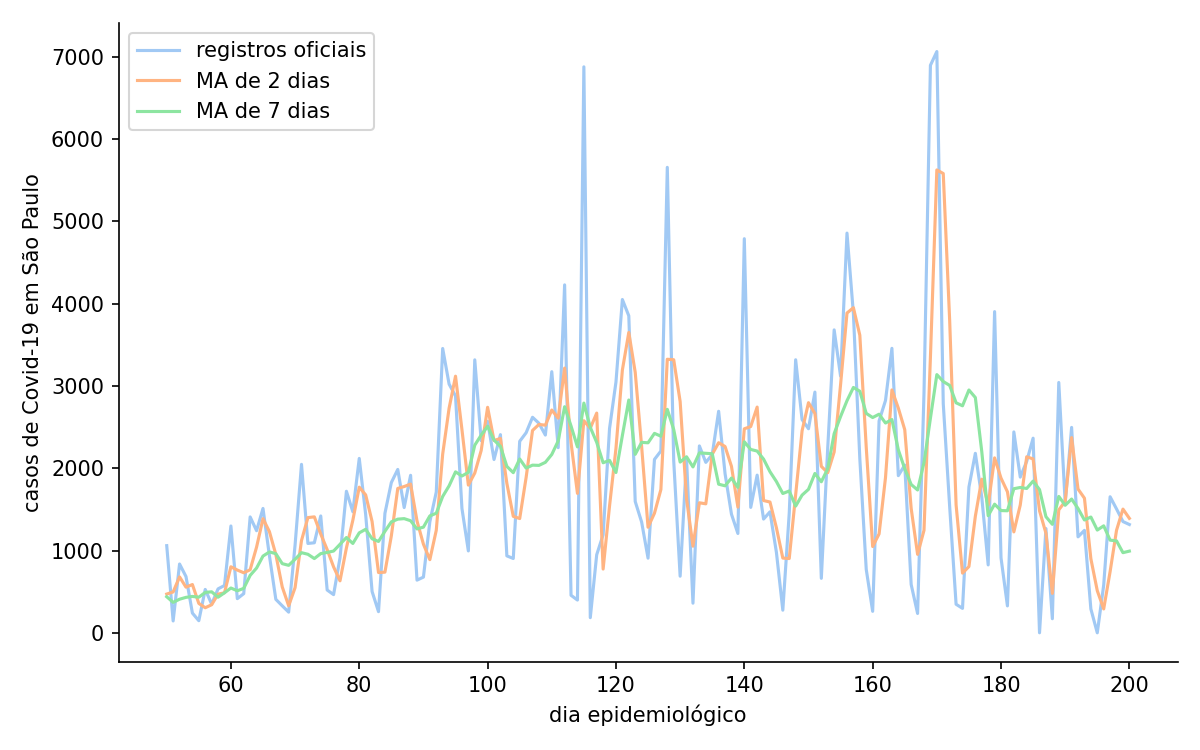 registros oficiais
MA de 2 dias
MA de 7 dias
casos de Covid-19 em São Paulo
7000
6000
5000
4000
3000
2000
1000
0
60 80 100 120 140 160 180 200
dia epidemiológico